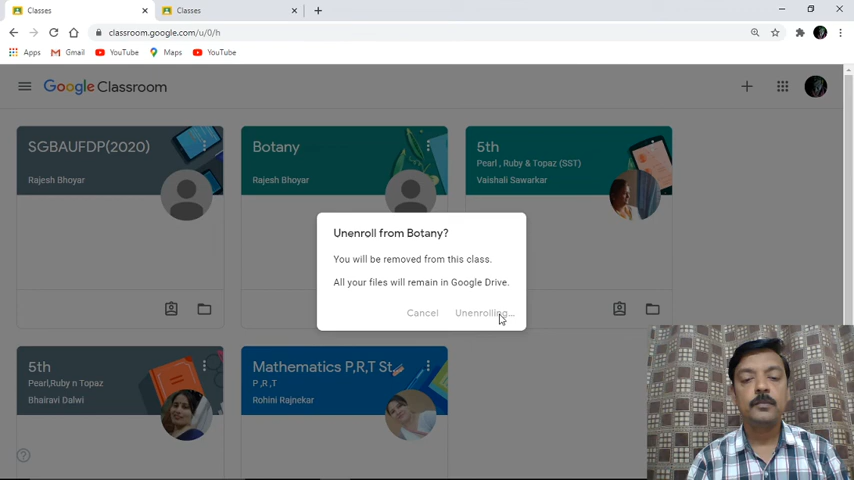 Classes
Classes
classroom.google.com/u/0/h
Apps Gmail YouTube Maps YouTube
Google Classroom
SGBAUFDP(2020)
Rajesh Bhoyar
Botany
Rajesh Bhoyar
5th
Pearl , Ruby & Topaz (SST)
Vaishali Sawarkar
Unenroll from Botany?
You will be removed from this class.
All your files will remain in Google Drive.
Cancel Unenrolling...
5th
Pearl,Ruby n Topaz
Bhairavi Dalwi
Mathematics P,R,T St...
P ,R ,T
Rohini Rajnekar